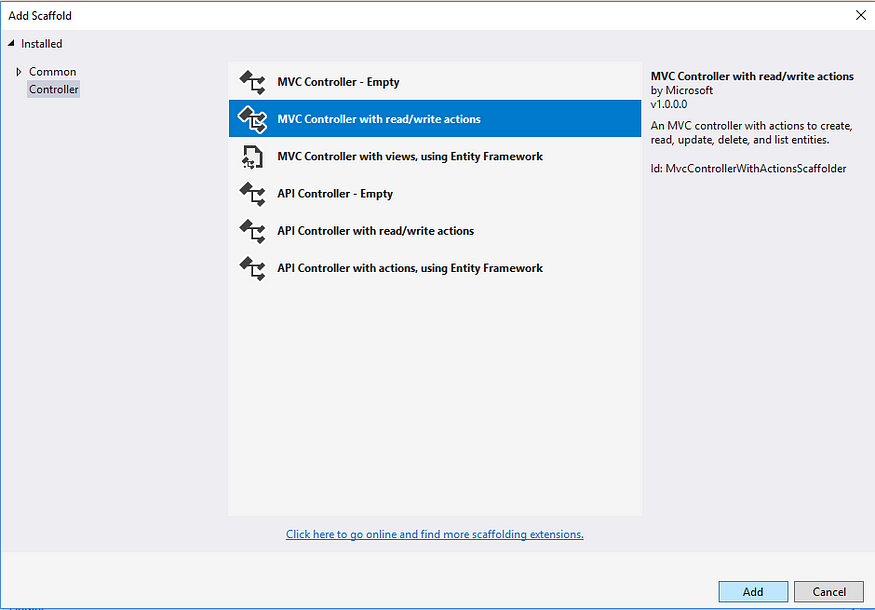 Add Scaffold
Installed
Common
Controller
MVC Controller - Empty
MVC Controller with read/write actions
MVC Controller with views, using Entity Framework
API Controller - Empty
API Controller with read/write actions
API Controller with actions, using Entity Framework
MVC Controller with read/write actions
by Microsoft
v1.0.0.0
An MVC controller with actions to create,
read, update, delete, and list entities.
Id: MvcControllerWithActionsScaffolder
Click here to go online and find more scaffolding extensions.
Add
Cancel